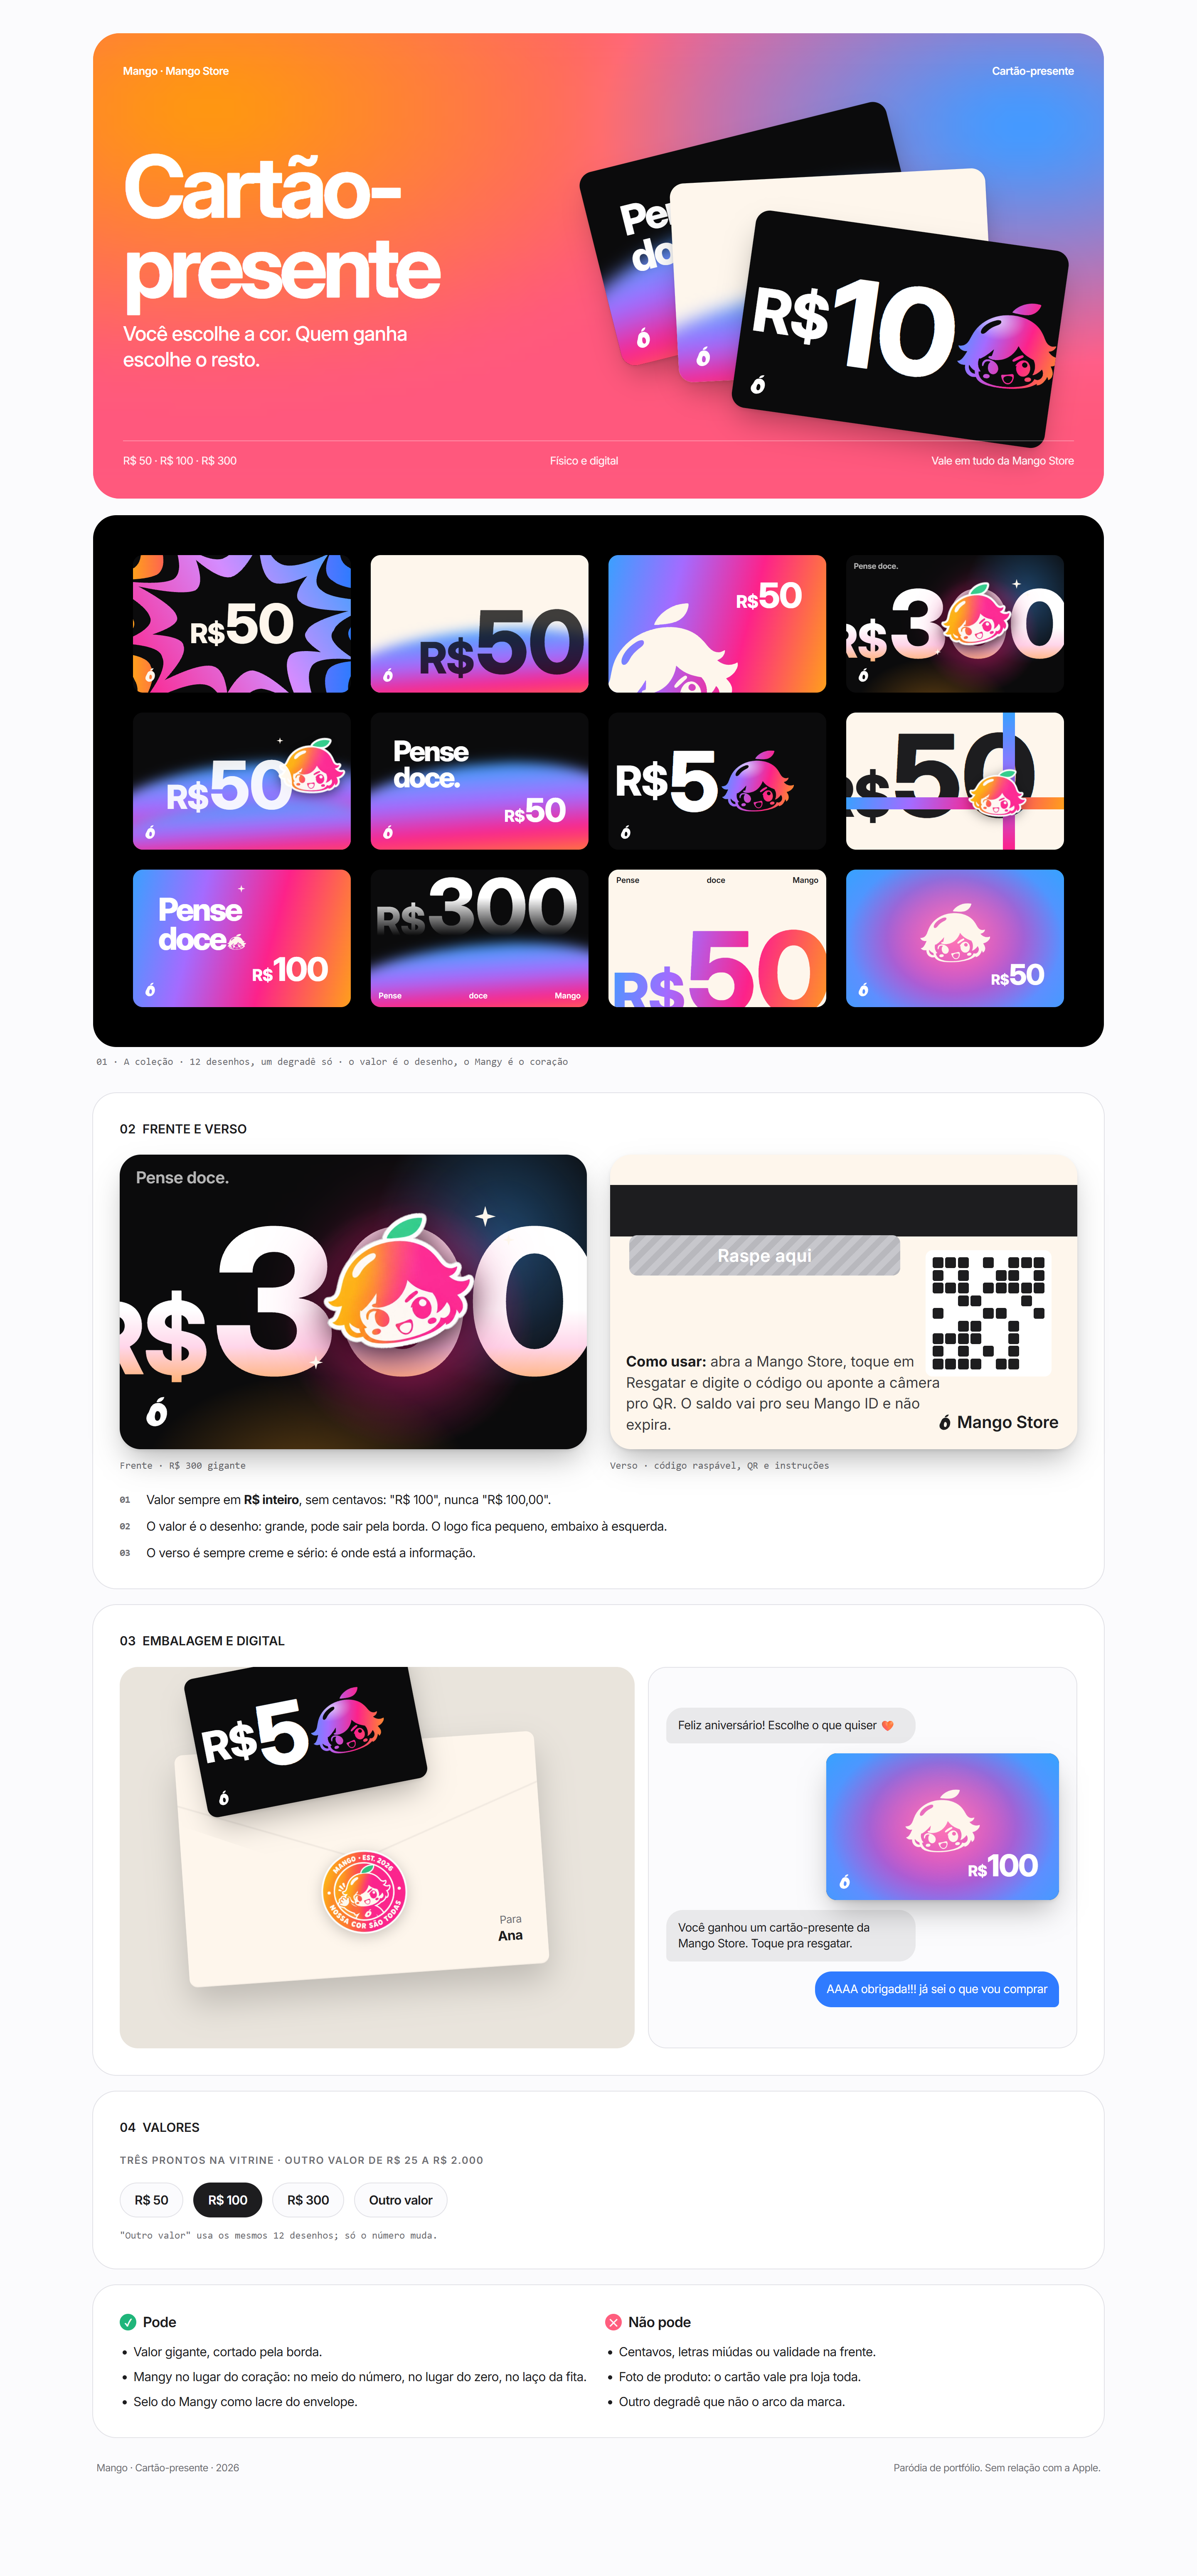 Mango · Mango Store
Cartão-presente
Cartão-
presente
Você escolhe a cor. Quem ganha
escolhe o resto.
R$10
R$ 50 · R$ 100 · R$ 300
Físico e digital
Vale em tudo da Mango Store
R$50
R$50
R$50
Pense doce.
R$300
R$50
Pense
doce.
R$50
R$5
R$50
Pense
doce
R$100
R$300
Pense doce Mango
Pense doce Mango
R$50
R$50
01 · A coleção · 12 desenhos, um degradê só · o valor é o desenho, o Mangy é o coração
02 FRENTE E VERSO
Pense doce.
R$300
Raspe aqui
Como usar: abra a Mango Store, toque em
Resgatar e digite o código ou aponte a câmera
pro QR. O saldo vai pro seu Mango ID e não
expira.
Mango Store
Frente · R$ 300 gigante
Verso · código raspável, QR e instruções
01 Valor sempre em R$ inteiro, sem centavos: "R$ 100", nunca "R$ 100,00".
02 O valor é o desenho: grande, pode sair pela borda. O logo fica pequeno, embaixo à esquerda.
03 O verso é sempre creme e sério: é onde está a informação.
03 EMBALAGEM E DIGITAL
R$5
MANGO · EST. 2026
NOSSA COR SÃO TODAS
Para
Ana
Feliz aniversário! Escolhe o que quiser 🧡
R$100
Você ganhou um cartão-presente da
Mango Store. Toque pra resgatar.
AAAA obrigada!!! já sei o que vou comprar
04 VALORES
TRÊS PRONTOS NA VITRINE · OUTRO VALOR DE R$ 25 A R$ 2.000
R$ 50
R$ 100
R$ 300
Outro valor
"Outro valor" usa os mesmos 12 desenhos; só o número muda.
Pode
• Valor gigante, cortado pela borda.
• Mangy no lugar do coração: no meio do número, no lugar do zero, no laço da fita.
• Selo do Mangy como lacre do envelope.
Não pode
• Centavos, letras miúdas ou validade na frente.
• Foto de produto: o cartão vale pra loja toda.
• Outro degradê que não o arco da marca.
Mango · Cartão-presente · 2026
Paródia de portfólio. Sem relação com a Apple.